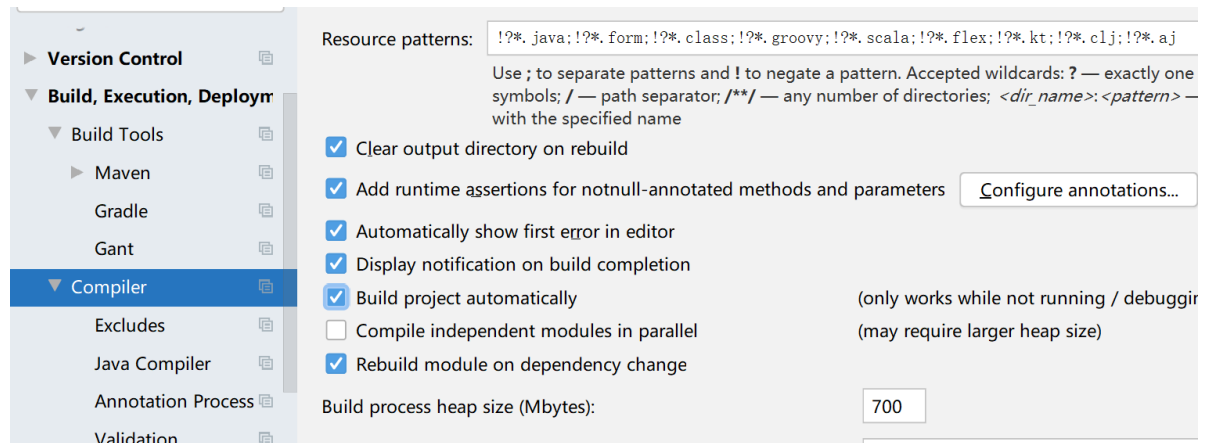 Version Control
Build, Execution, Deploym
Build Tools
Maven
Gradle
Gant
Compiler
Excludes
Java Compiler
Annotation Process
Validation
Resource patterns: !?*.java;!?*.form;!?*.class;!?*.groovy;!?*.scala;!?*.flex;!?*.kt;!?*.clj;!?*.aj
Use ; to separate patterns and ! to negate a pattern. Accepted wildcards: ? — exactly one
symbols; / — path separator; /**/ — any number of directories; <dir_name>:<pattern> —
with the specified name
Clear output directory on rebuild
Add runtime assertions for notnull-annotated methods and parameters Configure annotations...
Automatically show first error in editor
Display notification on build completion
Build project automatically (only works while not running / debuggin
Compile independent modules in parallel (may require larger heap size)
Rebuild module on dependency change
Build process heap size (Mbytes): 700